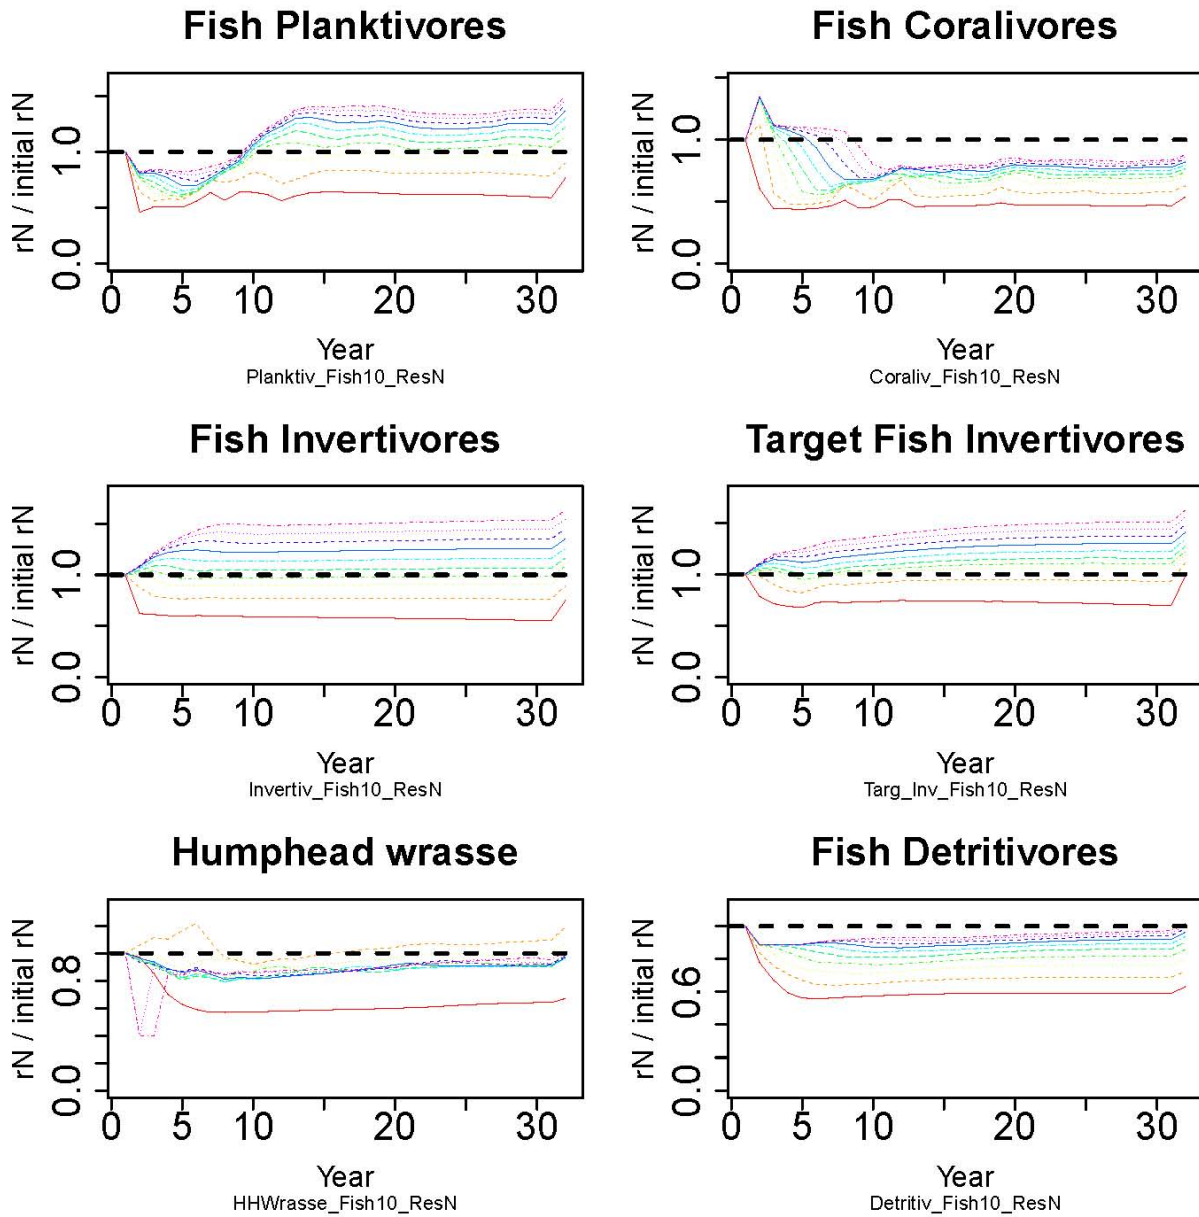 Fish Planktivores
rN / initial rN
0.0 1.0
0 5 10 20 30
Year
Planktiv_Fish10_ResN
Fish Coralivores
rN / initial rN
0.0 1.0
0 5 10 20 30
Year
Coraliv_Fish10_ResN
Fish Invertivores
rN / initial rN
0.0 1.0
0 5 10 20 30
Year
Invertiv_Fish10_ResN
Target Fish Invertivores
rN / initial rN
0.0 1.0
0 5 10 20 30
Year
Targ_Inv_Fish10_ResN
Humphead wrasse
rN / initial rN
0.0 0.8
0 5 10 20 30
Year
HHWrasse_Fish10_ResN
Fish Detritivores
rN / initial rN
0.0 0.6
0 5 10 20 30
Year
Detritiv_Fish10_ResN